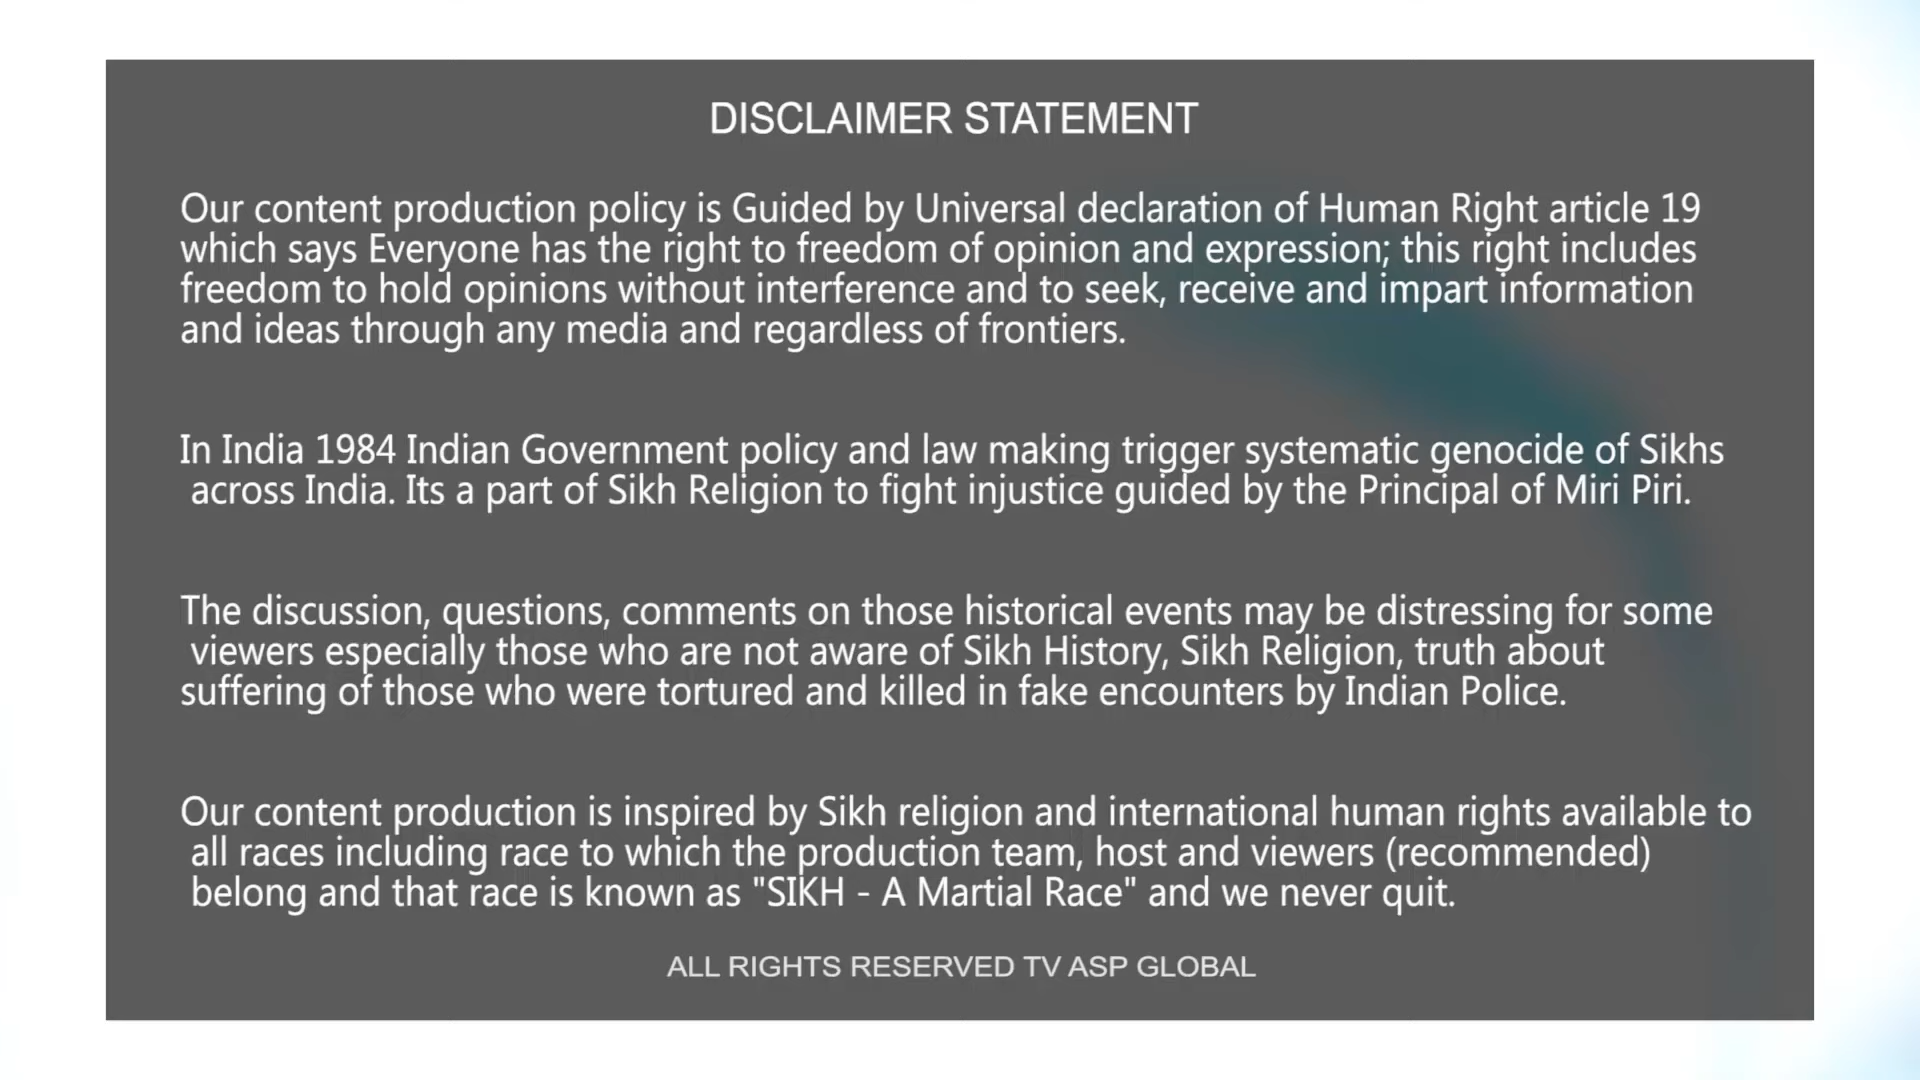 DISCLAIMER STATEMENT
Our content production policy is Guided by Universal declaration of Human Right article 19
which says Everyone has the right to freedom of opinion and expression; this right includes
freedom to hold opinions without interference and to seek, receive and impart information
and ideas through any media and regardless of frontiers.
In India 1984 Indian Government policy and law making trigger systematic genocide of Sikhs
across India. Its a part of Sikh Religion to fight injustice guided by the Principal of Miri Piri.
The discussion, questions, comments on those historical events may be distressing for some
viewers especially those who are not aware of Sikh History, Sikh Religion, truth about
suffering of those who were tortured and killed in fake encounters by Indian Police.
Our content production is inspired by Sikh religion and international human rights available to
all races including race to which the production team, host and viewers (recommended)
belong and that race is known as "SIKH - A Martial Race" and we never quit.
ALL RIGHTS RESERVED TV ASP GLOBAL